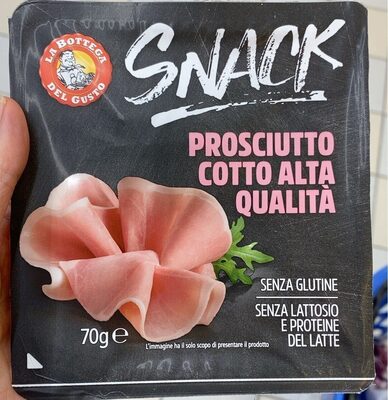 LA BOTTEGA
DEL GUSTO
SNACK
PROSCIUTTO
COTTO ALTA
QUALITÀ
SENZA GLUTINE
SENZA LATTOSIO
E PROTEINE
DEL LATTE
70g e
L'immagine ha il solo scopo di presentare il prodotto